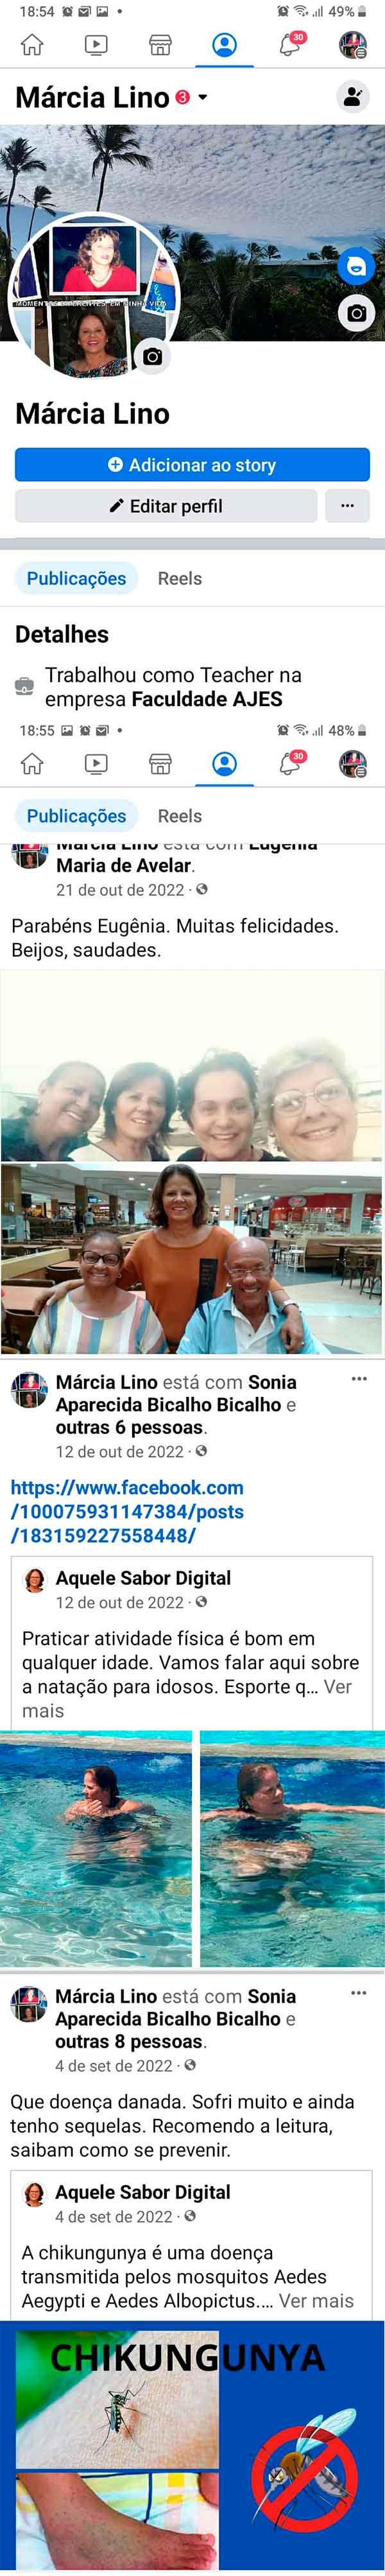 18:54
49%
30
Márcia Lino 3
MOMENTOS DIFERENTES, EM MINHA VIDA
Márcia Lino
Adicionar ao story
Editar perfil
Publicações Reels
Detalhes
Trabalhou como Teacher na
empresa Faculdade AJES
18:55
48%
30
Publicações Reels
Márcia Lino está com Eugênia
Maria de Avelar.
21 de out de 2022 ·
Parabéns Eugênia. Muitas felicidades.
Beijos, saudades.
Márcia Lino está com Sonia
Aparecida Bicalho Bicalho e
outras 6 pessoas.
12 de out de 2022 ·
https://www.facebook.com
/100075931147384/posts
/183159227558448/
Aquele Sabor Digital
12 de out de 2022 ·
Praticar atividade física é bom em
qualquer idade. Vamos falar aqui sobre
a natação para idosos. Esporte q... Ver
mais
Márcia Lino está com Sonia
Aparecida Bicalho Bicalho e
outras 8 pessoas.
4 de set de 2022 ·
Que doença danada. Sofri muito e ainda
tenho sequelas. Recomendo a leitura,
saibam como se prevenir.
Aquele Sabor Digital
4 de set de 2022 ·
A chikungunya é uma doença
transmitida pelos mosquitos Aedes
Aegypti e Aedes Albopictus.... Ver mais
CHIKUNGUNYA